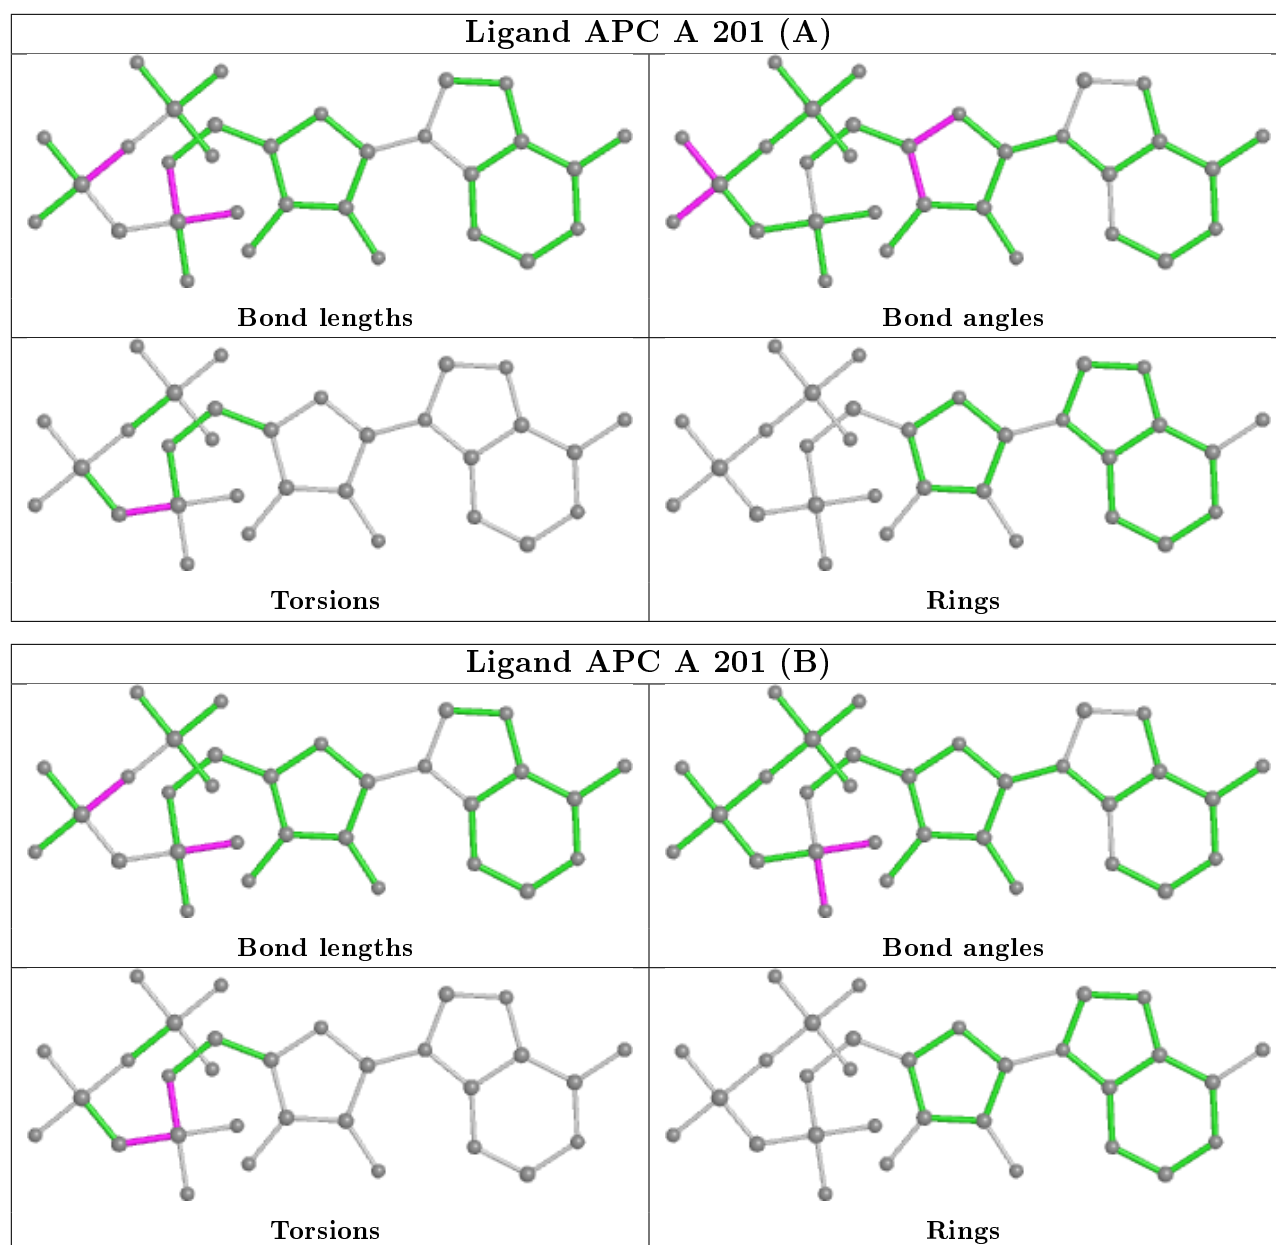 Ligand APC A 201 (A)
Bond lengths
Bond angles
Torsions
Rings
Ligand APC A 201 (B)
Bond lengths
Bond angles
Torsions
Rings